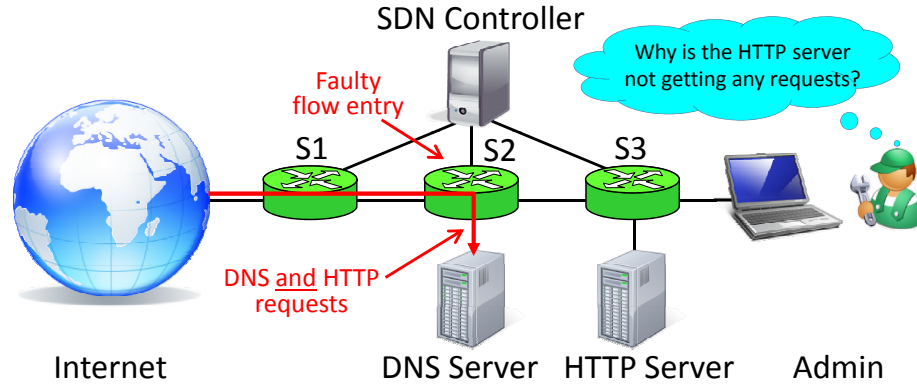 SDN Controller
Why is the HTTP server
not getting any requests?
Faulty
flow entry
S1
S2
S3
DNS and HTTP
requests
Internet
DNS Server
HTTP Server
Admin